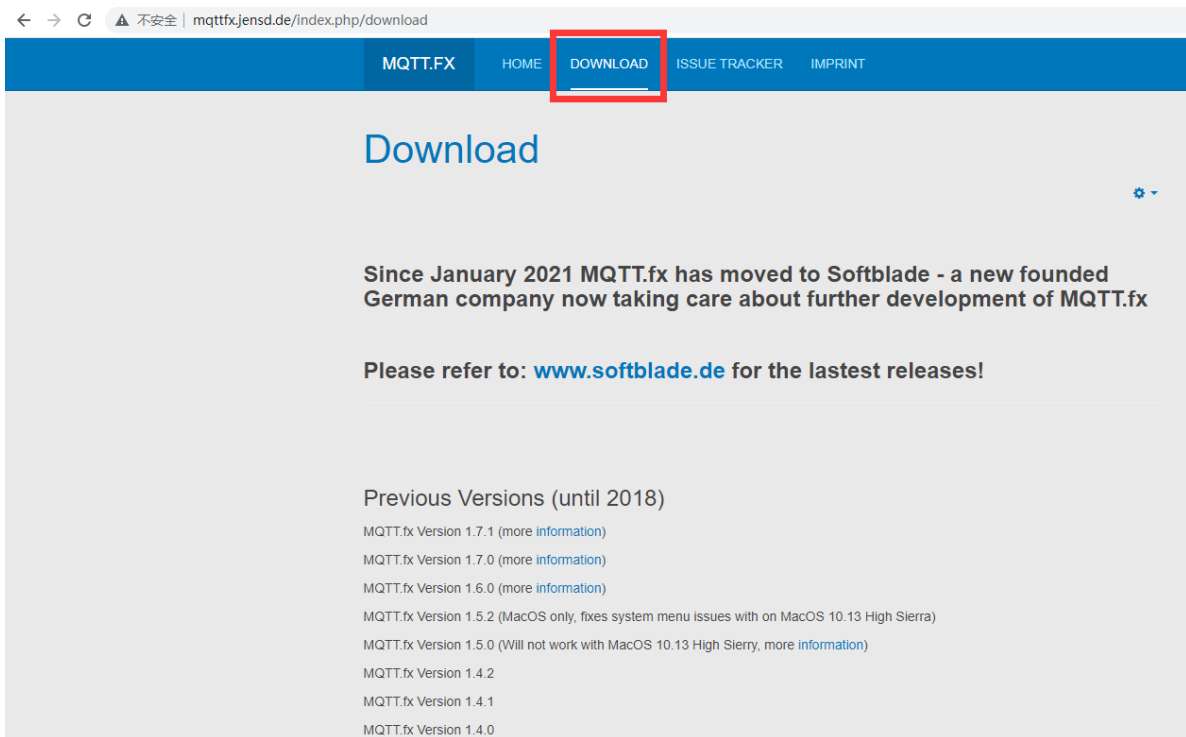 不安全 mqttfx.jensd.de/index.php/download
MQTT.FX HOME DOWNLOAD ISSUE TRACKER IMPRINT
Download
Since January 2021 MQTT.fx has moved to Softblade - a new founded
German company now taking care about further development of MQTT.fx
Please refer to: www.softblade.de for the lastest releases!
Previous Versions (until 2018)
MQTT.fx Version 1.7.1 (more information)
MQTT.fx Version 1.7.0 (more information)
MQTT.fx Version 1.6.0 (more information)
MQTT.fx Version 1.5.2 (MacOS only, fixes system menu issues with on MacOS 10.13 High Sierra)
MQTT.fx Version 1.5.0 (Will not work with MacOS 10.13 High Sierry, more information)
MQTT.fx Version 1.4.2
MQTT.fx Version 1.4.1
MQTT.fx Version 1.4.0